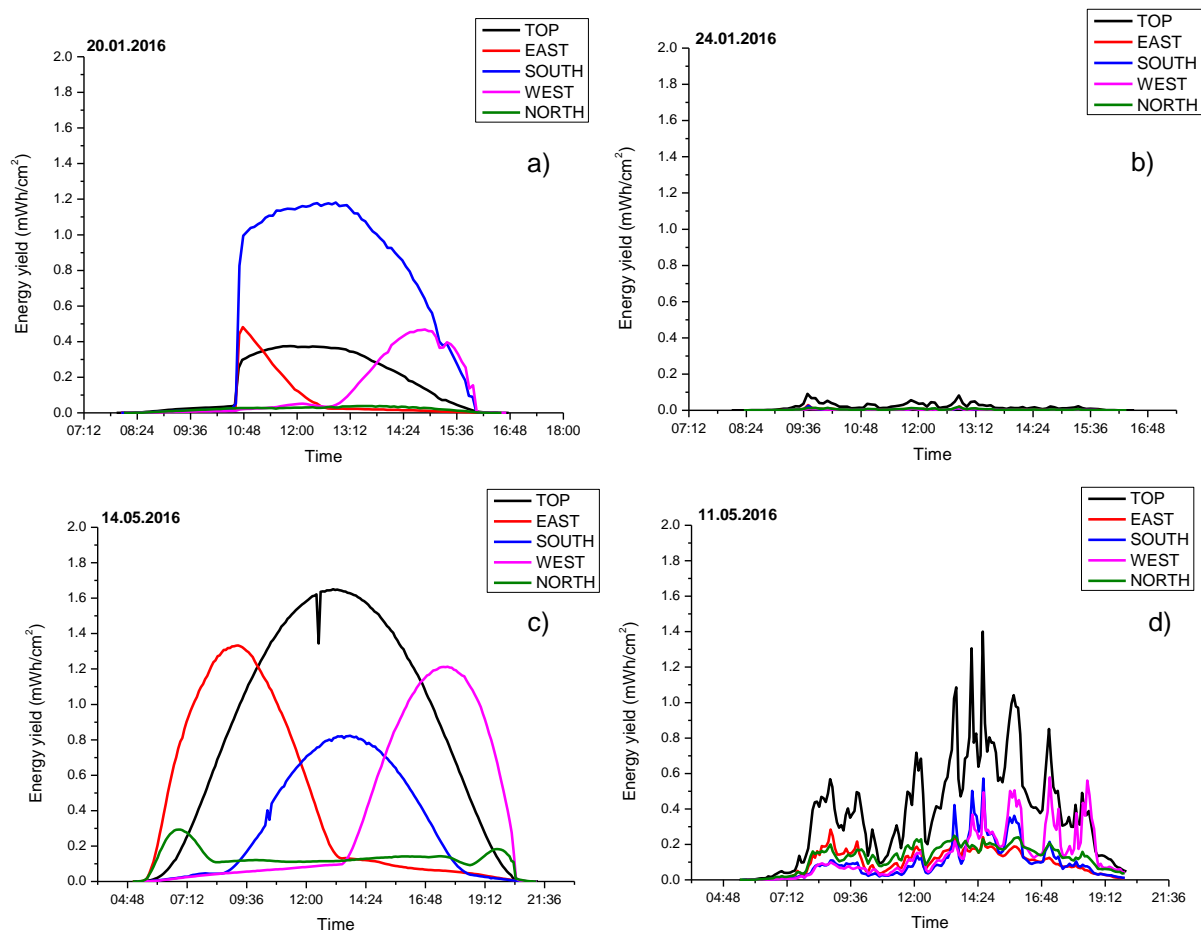 20.01.2016
TOP
EAST
SOUTH
WEST
NORTH
a)
2.0
1.8
1.6
1.4
1.2
1.0
0.8
0.6
0.4
0.2
0.0
Energy yield (mWh/cm²)
07:12 08:24 09:36 10:48 12:00 13:12 14:24 15:36 16:48 18:00
Time
24.01.2016
TOP
EAST
SOUTH
WEST
NORTH
b)
2.0
1.8
1.6
1.4
1.2
1.0
0.8
0.6
0.4
0.2
0.0
Energy yield (mWh/cm²)
07:12 08:24 09:36 10:48 12:00 13:12 14:24 15:36 16:48
Time
14.05.2016
TOP
EAST
SOUTH
WEST
NORTH
c)
2.0
1.8
1.6
1.4
1.2
1.0
0.8
0.6
0.4
0.2
0.0
Energy yield (mWh/cm²)
04:48 07:12 09:36 12:00 14:24 16:48 19:12 21:36
Time
11.05.2016
TOP
EAST
SOUTH
WEST
NORTH
d)
2.0
1.8
1.6
1.4
1.2
1.0
0.8
0.6
0.4
0.2
0.0
Energy yield (mWh/cm²)
04:48 07:12 09:36 12:00 14:24 16:48 19:12 21:36
Time